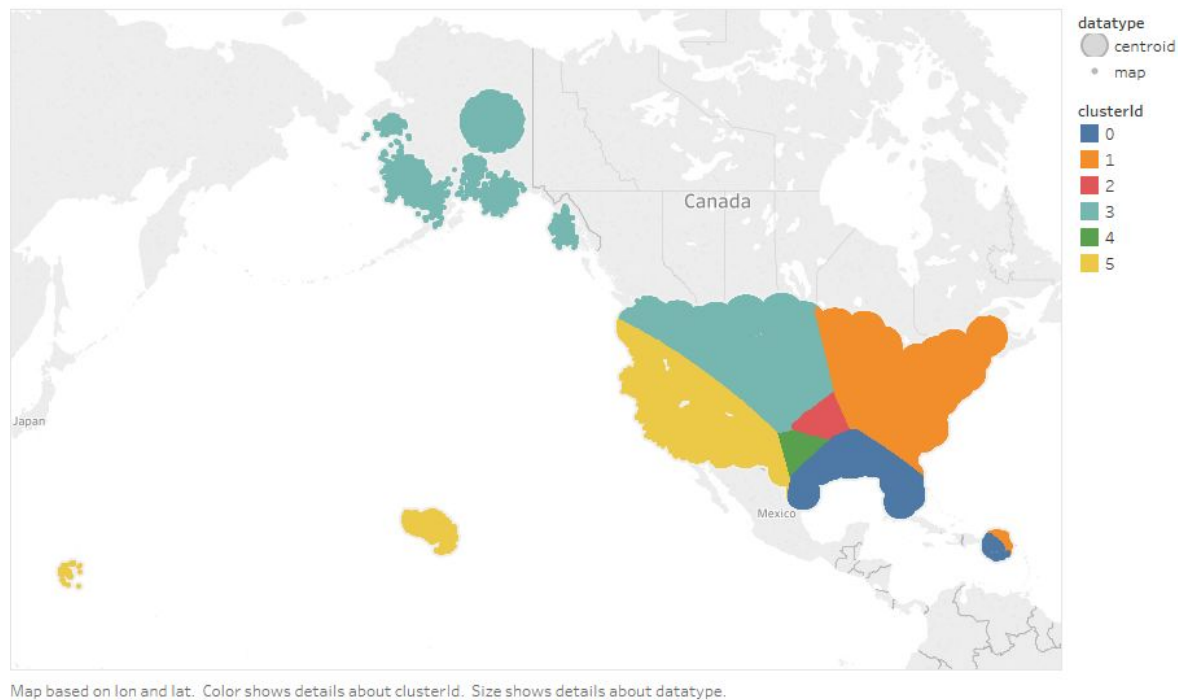 datatype
centroid
map
clusterId
0
1
2
3
4
5
Canada
Japan
Mexico
Map based on lon and lat. Color shows details about clusterId. Size shows details about datatype.